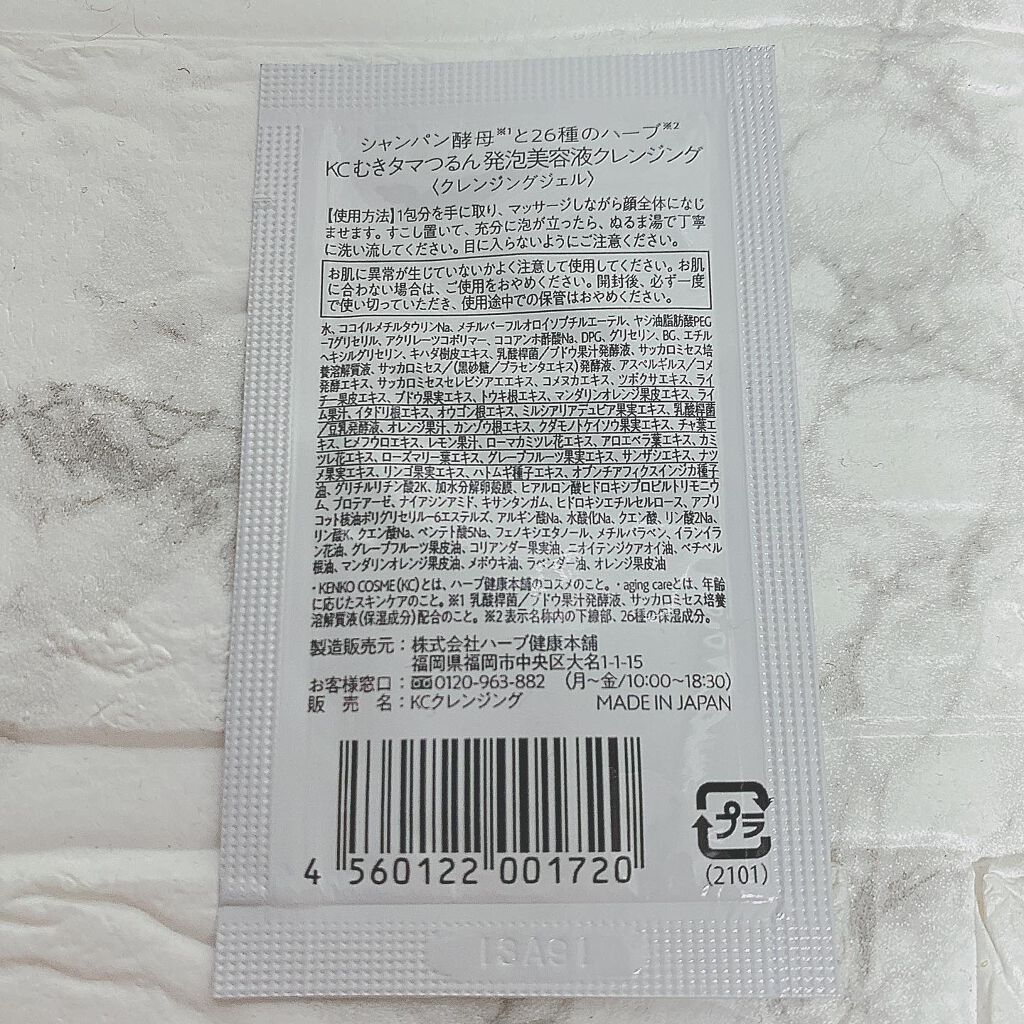 シャンパン酵母※1と26種のハーブ※2
KCむきタマつるん 発泡美容液クレンジング
〈クレンジングジェル〉
【使用方法】1包分を手に取り、マッサージしながら顔全体になじ
ませます。すこし置いて、充分に泡が立ったら、ぬるま湯で丁寧
に洗い流してください。目に入らないようにご注意ください。
お肌に異常が生じていないかよく注意して使用してください。お肌
に合わない場合は、ご使用をおやめください。開封後、必ず一度
で使い切っていただき、使用途中での保管はおやめください。
水、ココイルメチルタウリンNa、メチルパーフルオロイソブチルエーテル、ヤシ油脂肪酸PEG
-7グリセリル、アクリレーツコポリマー、ココアンホ酢酸Na、DPG、グリセリン、BG、エチル
ヘキシルグリセリン、キハダ樹皮エキス、乳酸桿菌/ブドウ果汁発酵液、サッカロミセス培
養溶解質液、サッカロミセス/(黒砂糖/プラセンタエキス)発酵液、アスペルギルス/コメ
発酵エキス、サッカロミセスセレビシアエエキス、コメヌカエキス、ツボクサエキス、ライ
チー果皮エキス、ブドウ果実エキス、トウキ根エキス、マンダリンオレンジ果皮エキス、ライ
ム果汁、イタドリ根エキス、オウゴン根エキス、ミルシアリアデュビア果実エキス、乳酸桿菌
/豆乳発酵液、オレンジ果汁、カンゾウ根エキス、クダモノトケイソウ果実エキス、チャ葉エ
キス、ヒメフウロエキス、レモン果汁、ローマカミツレ花エキス、アロエベラ葉エキス、カミ
ツレ花エキス、ローズマリー葉エキス、グレープフルーツ果実エキス、サンザシエキス、ナツ
メ果実エキス、リンゴ果実エキス、ハトムギ種子エキス、オプンチアフィクスインジカ種子
油、グリチルリチン酸2K、加水分解卵殻膜、ヒアルロン酸ヒドロキシプロピルトリモニウ
ム、プロテアーゼ、ナイアシンアミド、キサンタンガム、ヒドロキシエチルセルロース、アプリ
コット核油ポリグリセリル-6エステルズ、アルギン酸Na、水酸化Na、クエン酸、リン酸2Na、
リン酸K、クエン酸Na、ペンテト酸5Na、フェノキシエタノール、メチルパラベン、イランイラ
ン花油、グレープフルーツ果皮油、コリアンダー果実油、ニオイテンジクアオイ油、ベチベル
根油、マンダリンオレンジ果皮油、メボウキ油、ラベンダー油、オレンジ果皮油
・KENKO COSME(KC)とは、ハーブ健康本舗のコスメのこと。・aging careとは、年齢
に応じたスキンケアのこと。※1 乳酸桿菌/ブドウ果汁発酵液、サッカロミセス培養
溶解質液(保湿成分)配合のこと。※2 表示名称内の下線部、26種の保湿成分。
製造販売元：株式会社ハーブ健康本舗
福岡県福岡市中央区大名1-1-15
お客様窓口：0120-963-882 (月～金/10:00～18:30)
販売名：KCクレンジング MADE IN JAPAN
4 560122 001720
プラ
(2101)